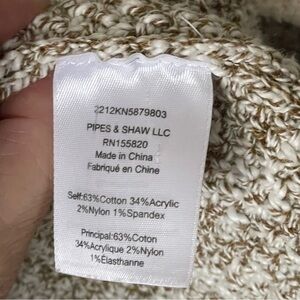 2212KN5879803
PIPES & SHAW LLC
RN155820
Made in China
Fabriqué en Chine
Self:63%Cotton 34%Acrylic
2%Nylon 1%Spandex
Principal:63%Coton
34%Acrylique 2%Nylon
1%Élasthanne